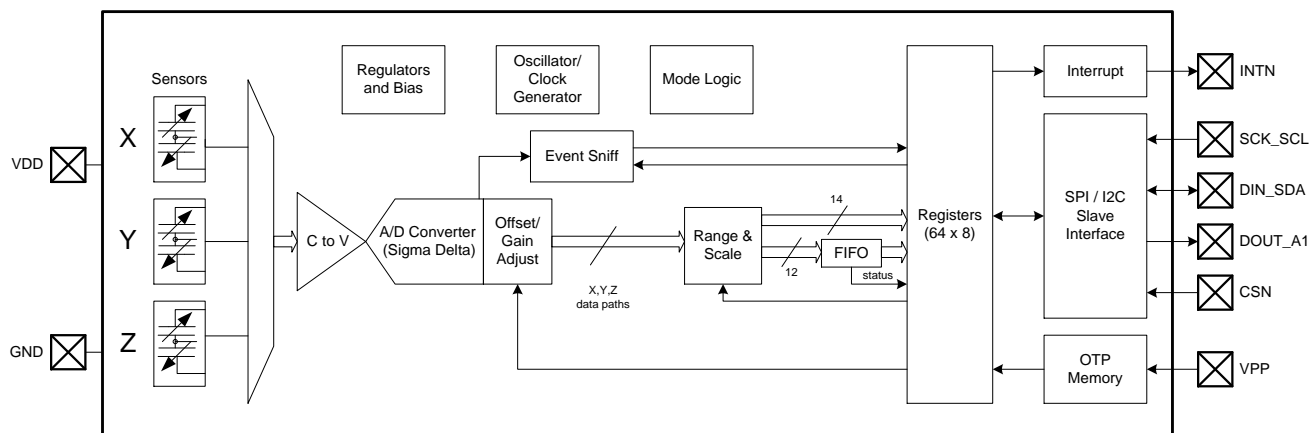 Sensors
X
Y
Z
VDD
GND
Regulators
and Bias
Oscillator/
Clock
Generator
Mode Logic
Event Sniff
C to V
A/D Converter
(Sigma Delta)
Offset/
Gain
Adjust
X,Y,Z
data paths
Range &
Scale
14
12
FIFO
status
Registers
(64 x 8)
Interrupt
SPI / I2C
Slave
Interface
OTP
Memory
INTN
SCK_SCL
DIN_SDA
DOUT_A1
CSN
VPP